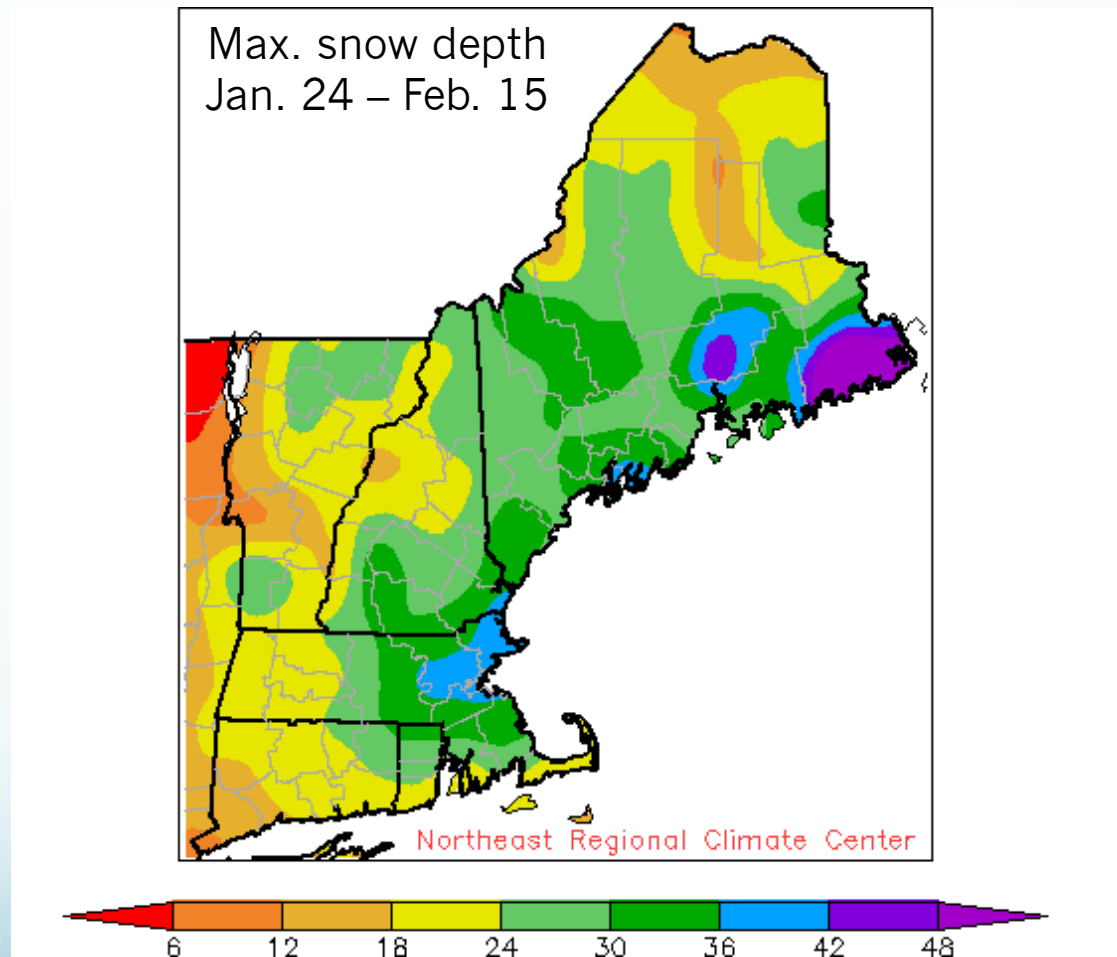 Max. snow depth
Jan. 24 – Feb. 15
Northeast Regional Climate Center
6 12 18 24 30 36 42 48